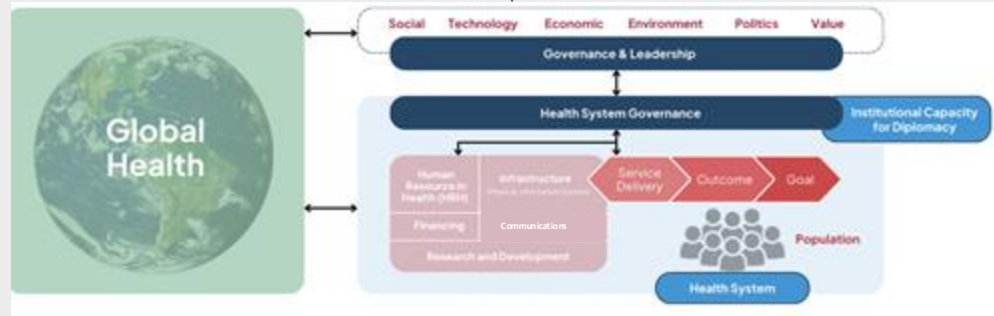 Social Technology Economic Environment Politics Value
Governance & Leadership
Global
Health
Health System Governance
Institutional Capacity
for Diplomacy
Human
Resource in
Health (HRH)
Infrastructure
Service
Delivery
Outcome
Goal
Financing
Communications
Research and Development
Population
Health System